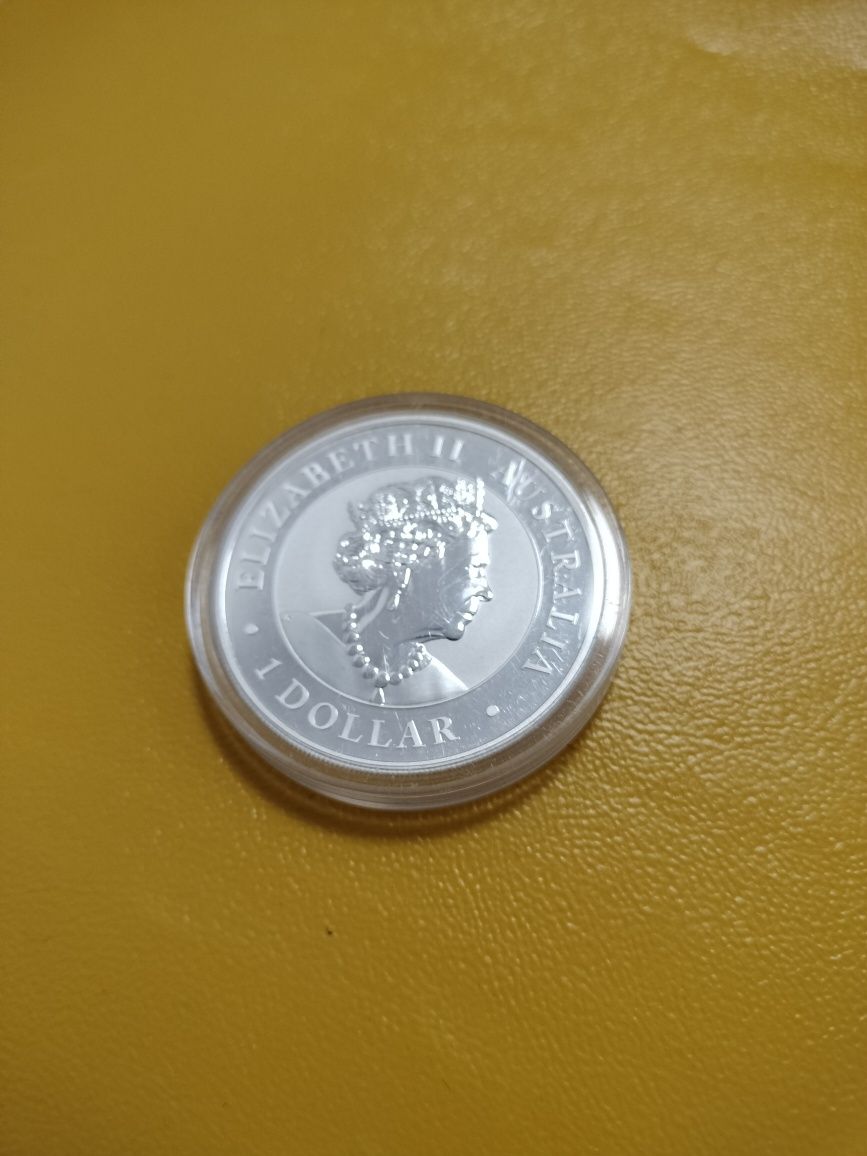 ELIZABETH II AUSTRALIA
• 1 DOLLAR •